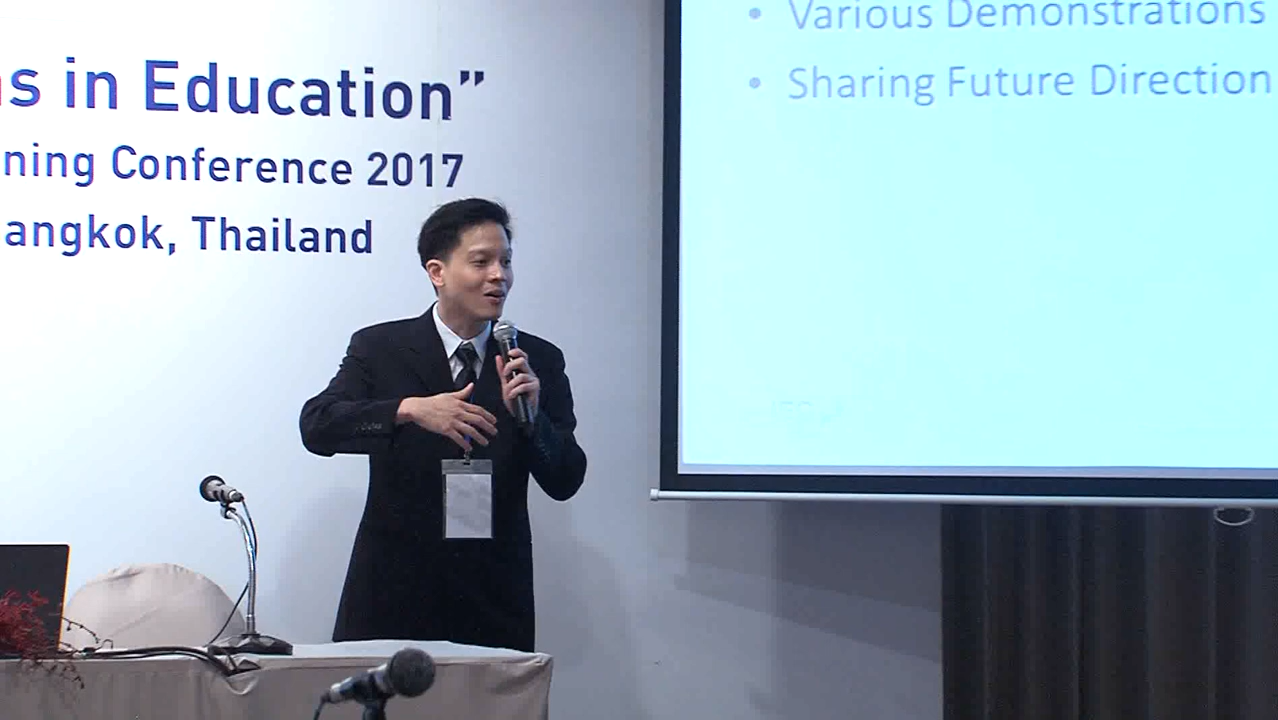 s in Education”
ning Conference 2017
angkok, Thailand
• Various Demonstrations
• Sharing Future Direction